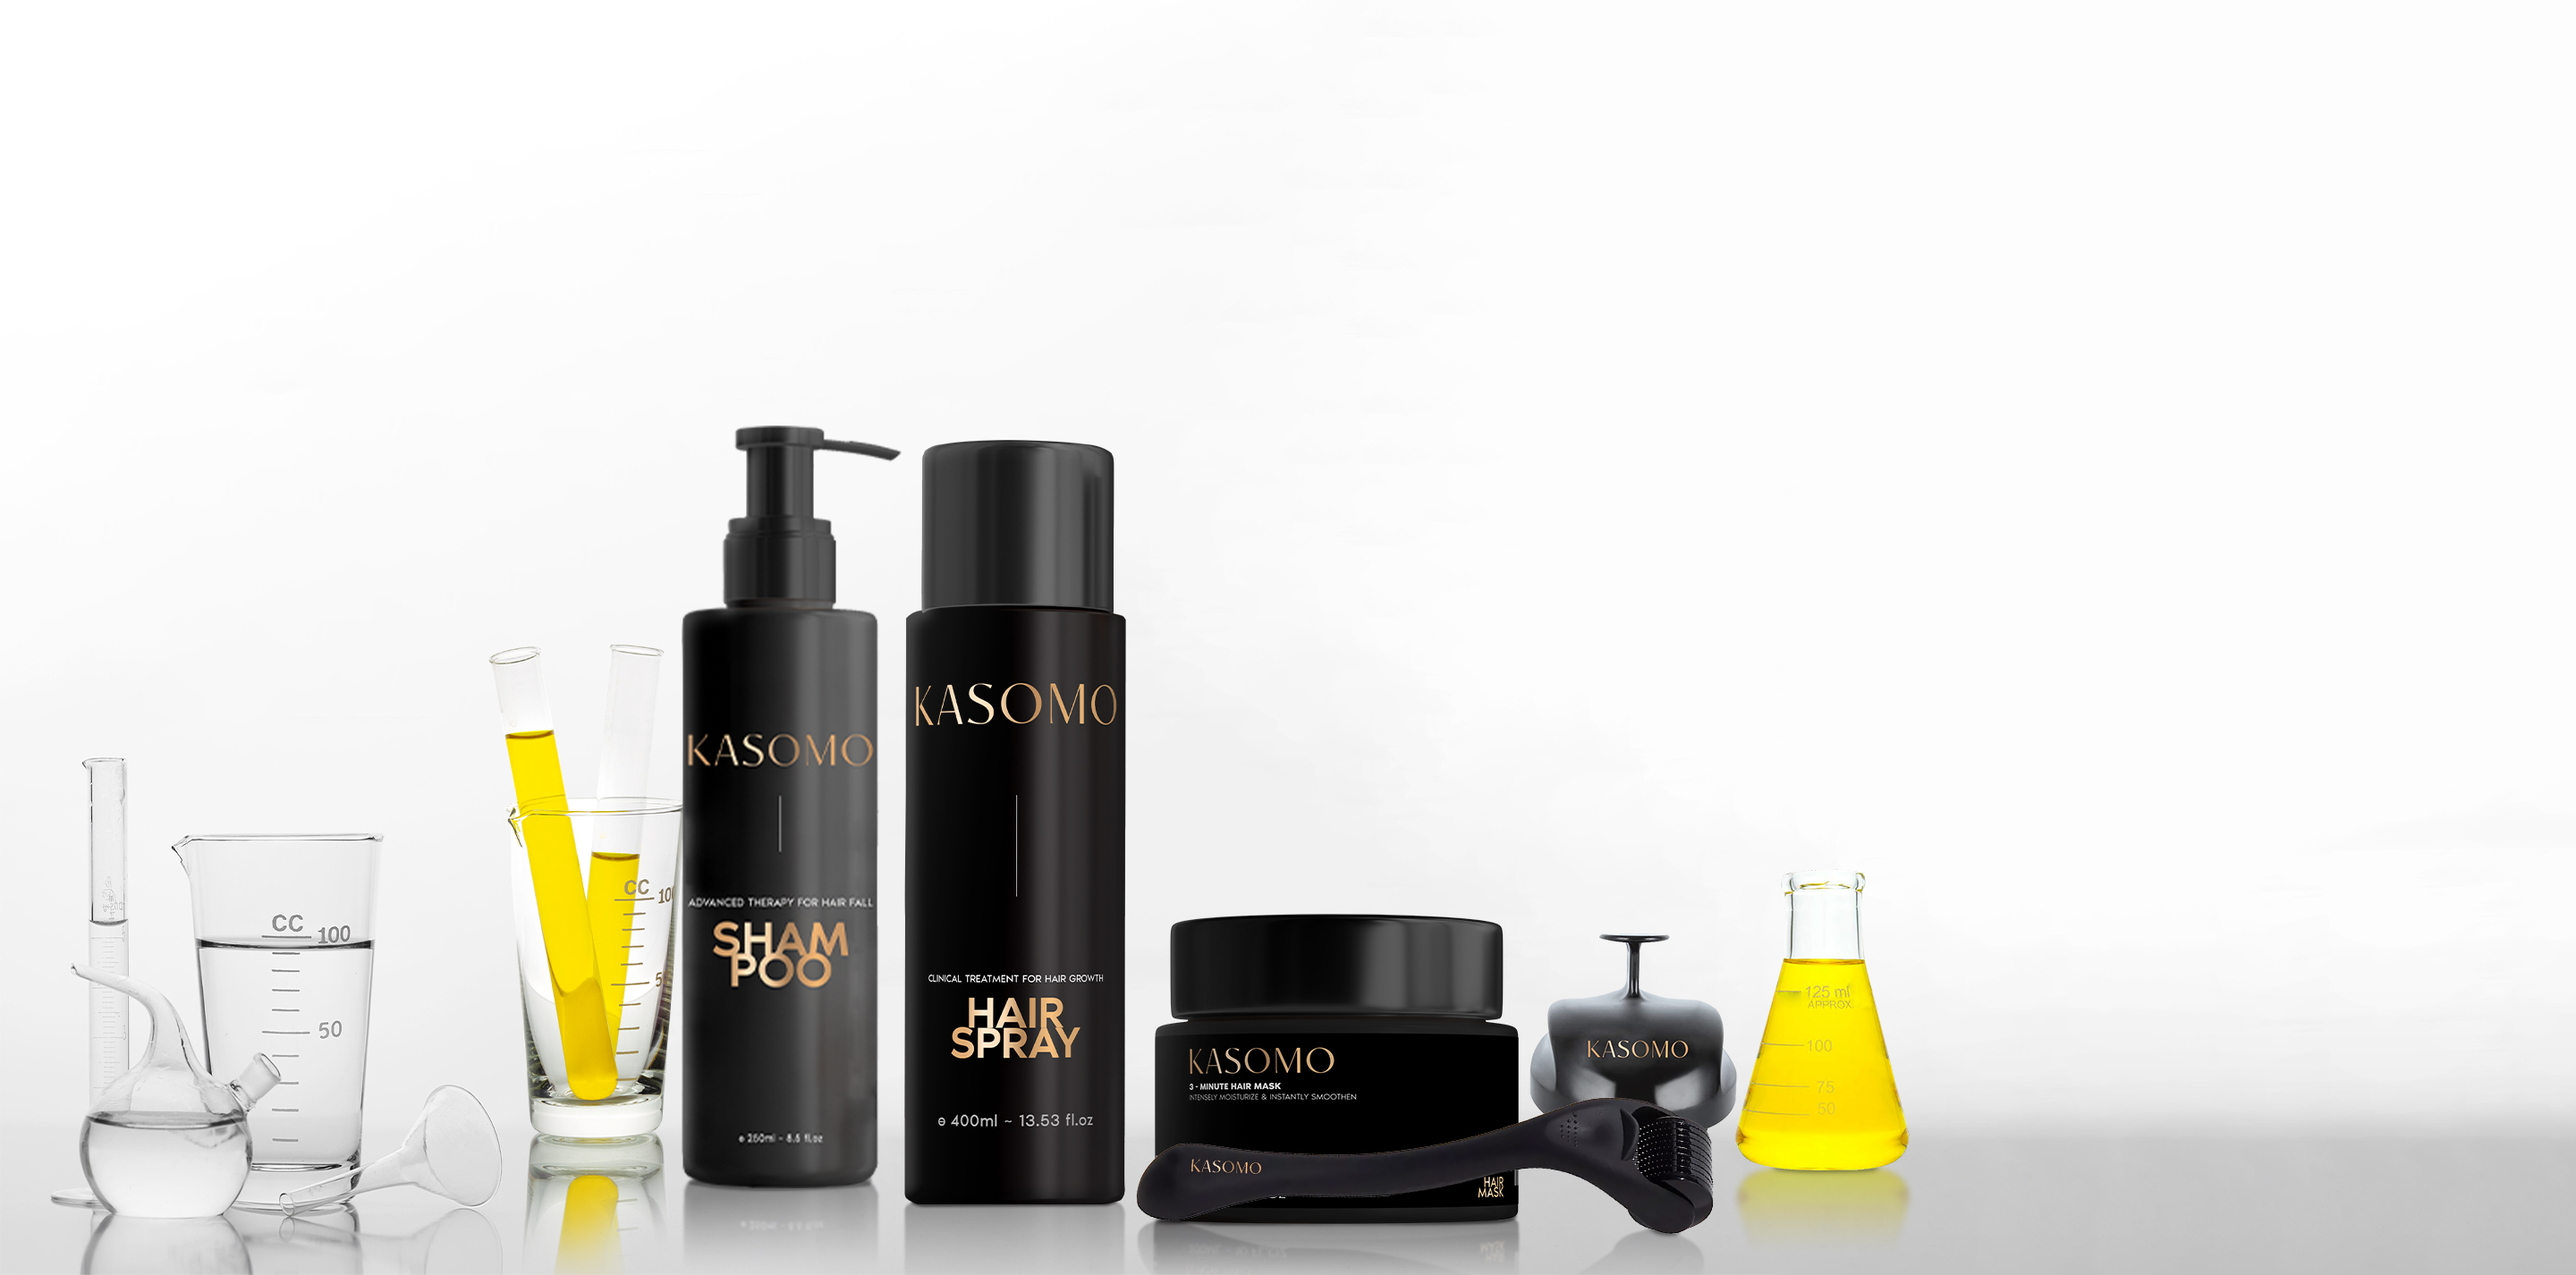 CC
100
50
CC
100
KASOMO
ADVANCED THERAPY FOR HAIR FALL
SHAM
POO
e 250ml - 8.5 fl.oz
KASOMO
CLINICAL TREATMENT FOR HAIR GROWTH
HAIR
SPRAY
e 400ml ~ 13.53 fl.oz
KASOMO
3 - MINUTE HAIR MASK
INTENSELY MOISTURIZE & INSTANTLY SMOOTHEN
HAIR
MASK
KASOMO
KASOMO
125 ml
APPROX.
100
75
50